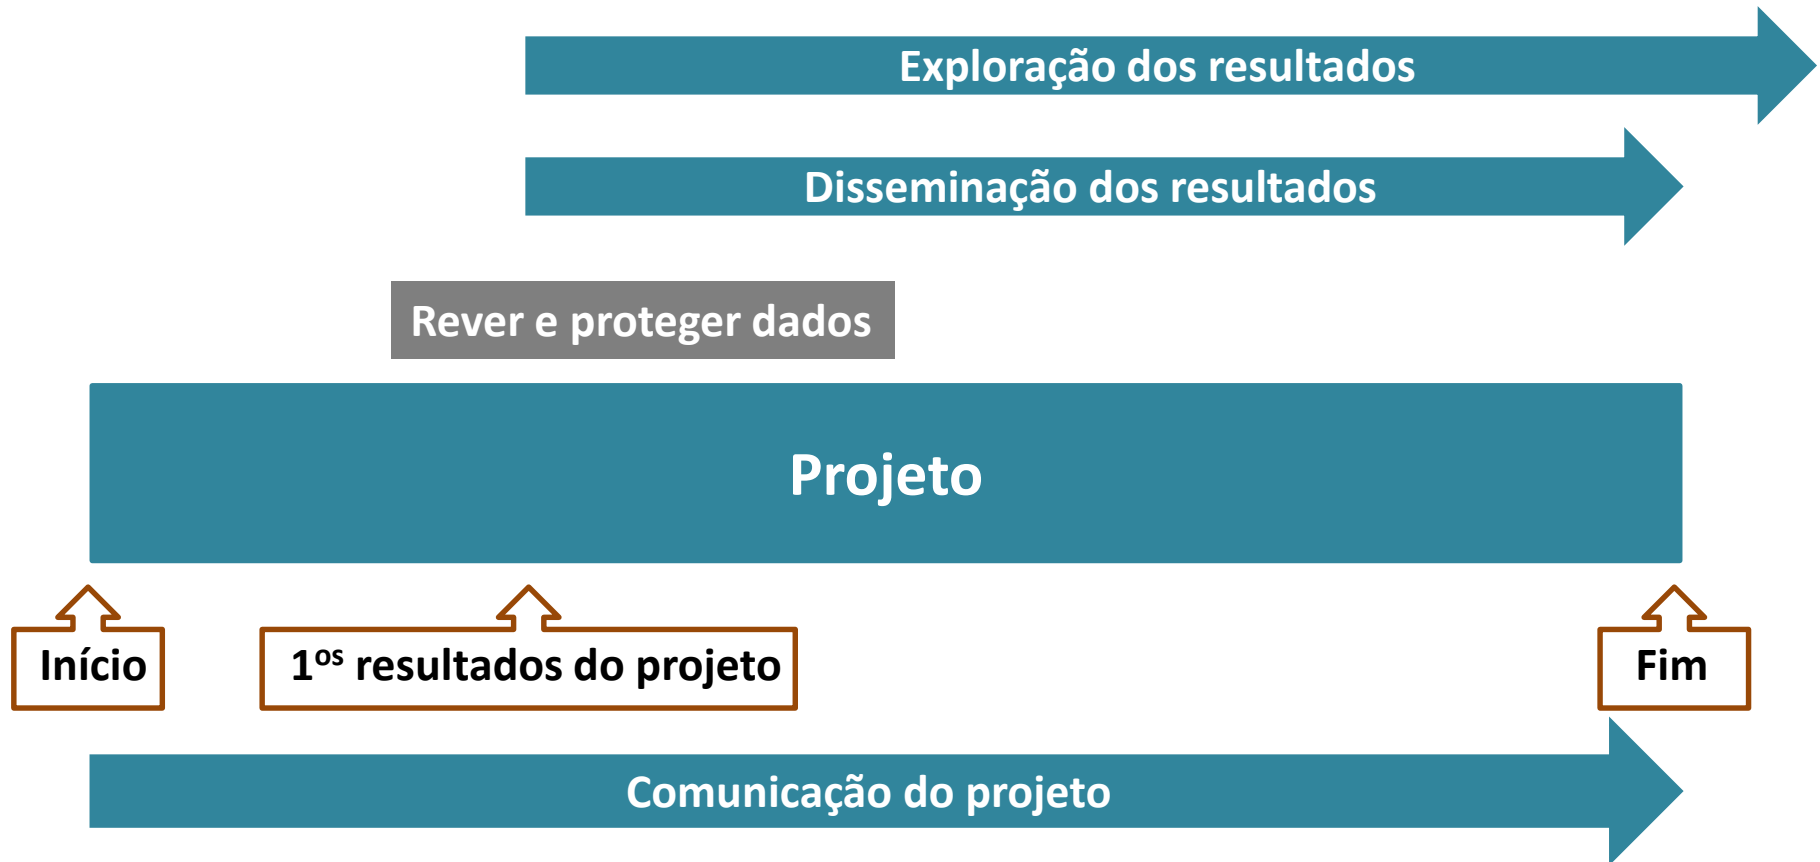 Exploração dos resultados
Disseminação dos resultados
Rever e proteger dados
Projeto
Início
1ᵒˢ resultados do projeto
Fim
Comunicação do projeto